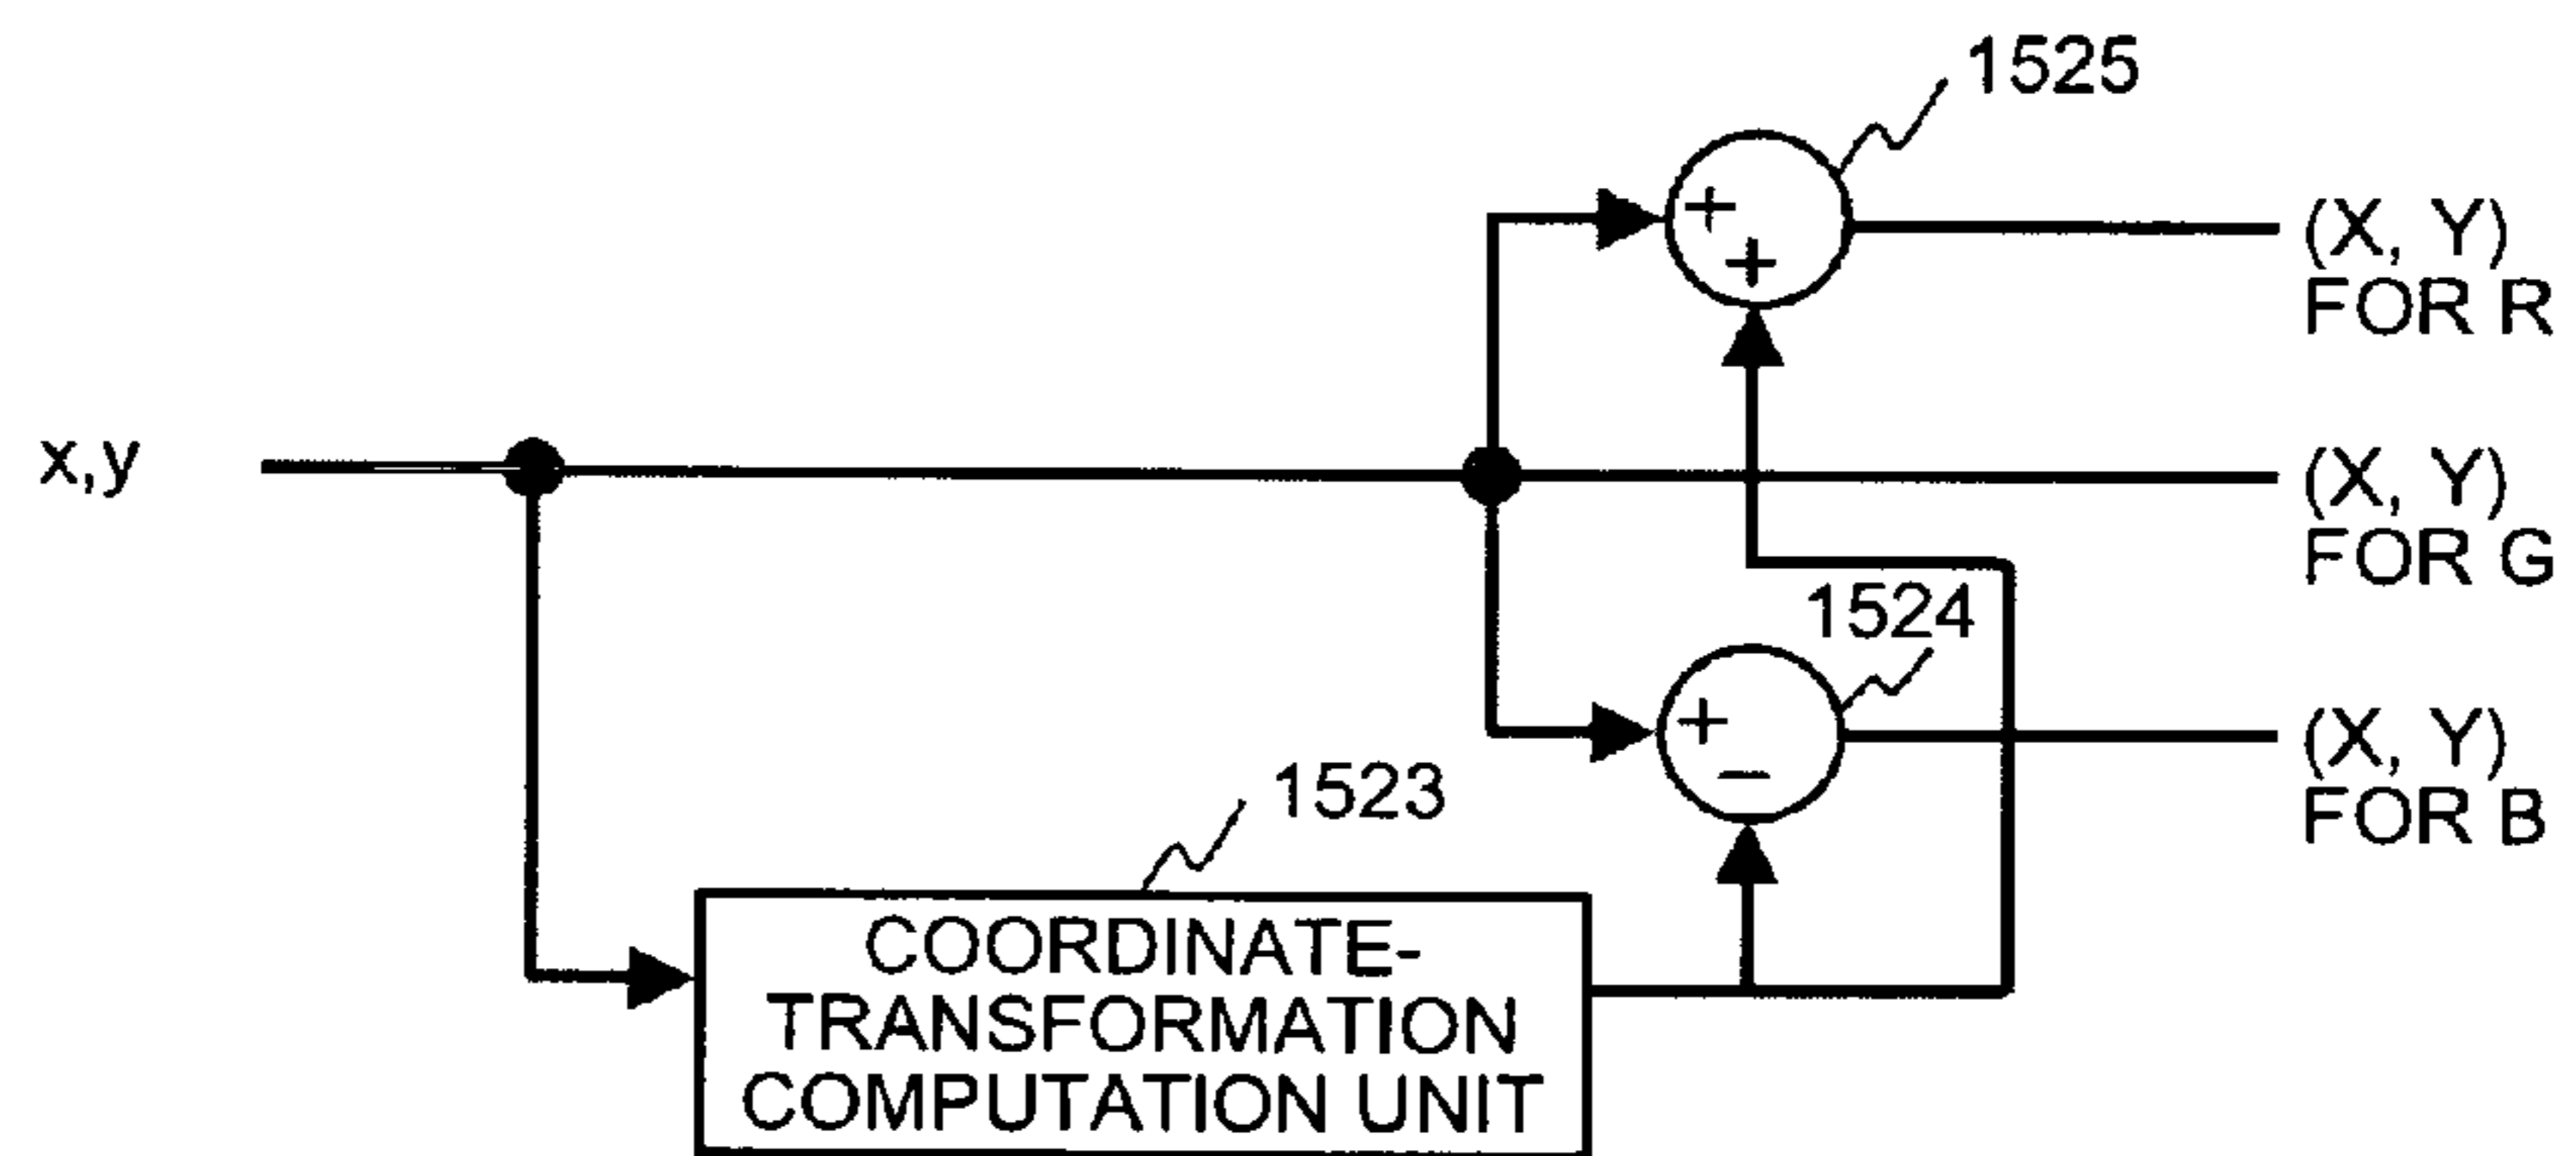 1525
+
+
(X, Y)
FOR R
x,y
(X, Y)
FOR G
1524
+
−
(X, Y)
FOR B
1523
COORDINATE-
TRANSFORMATION
COMPUTATION UNIT